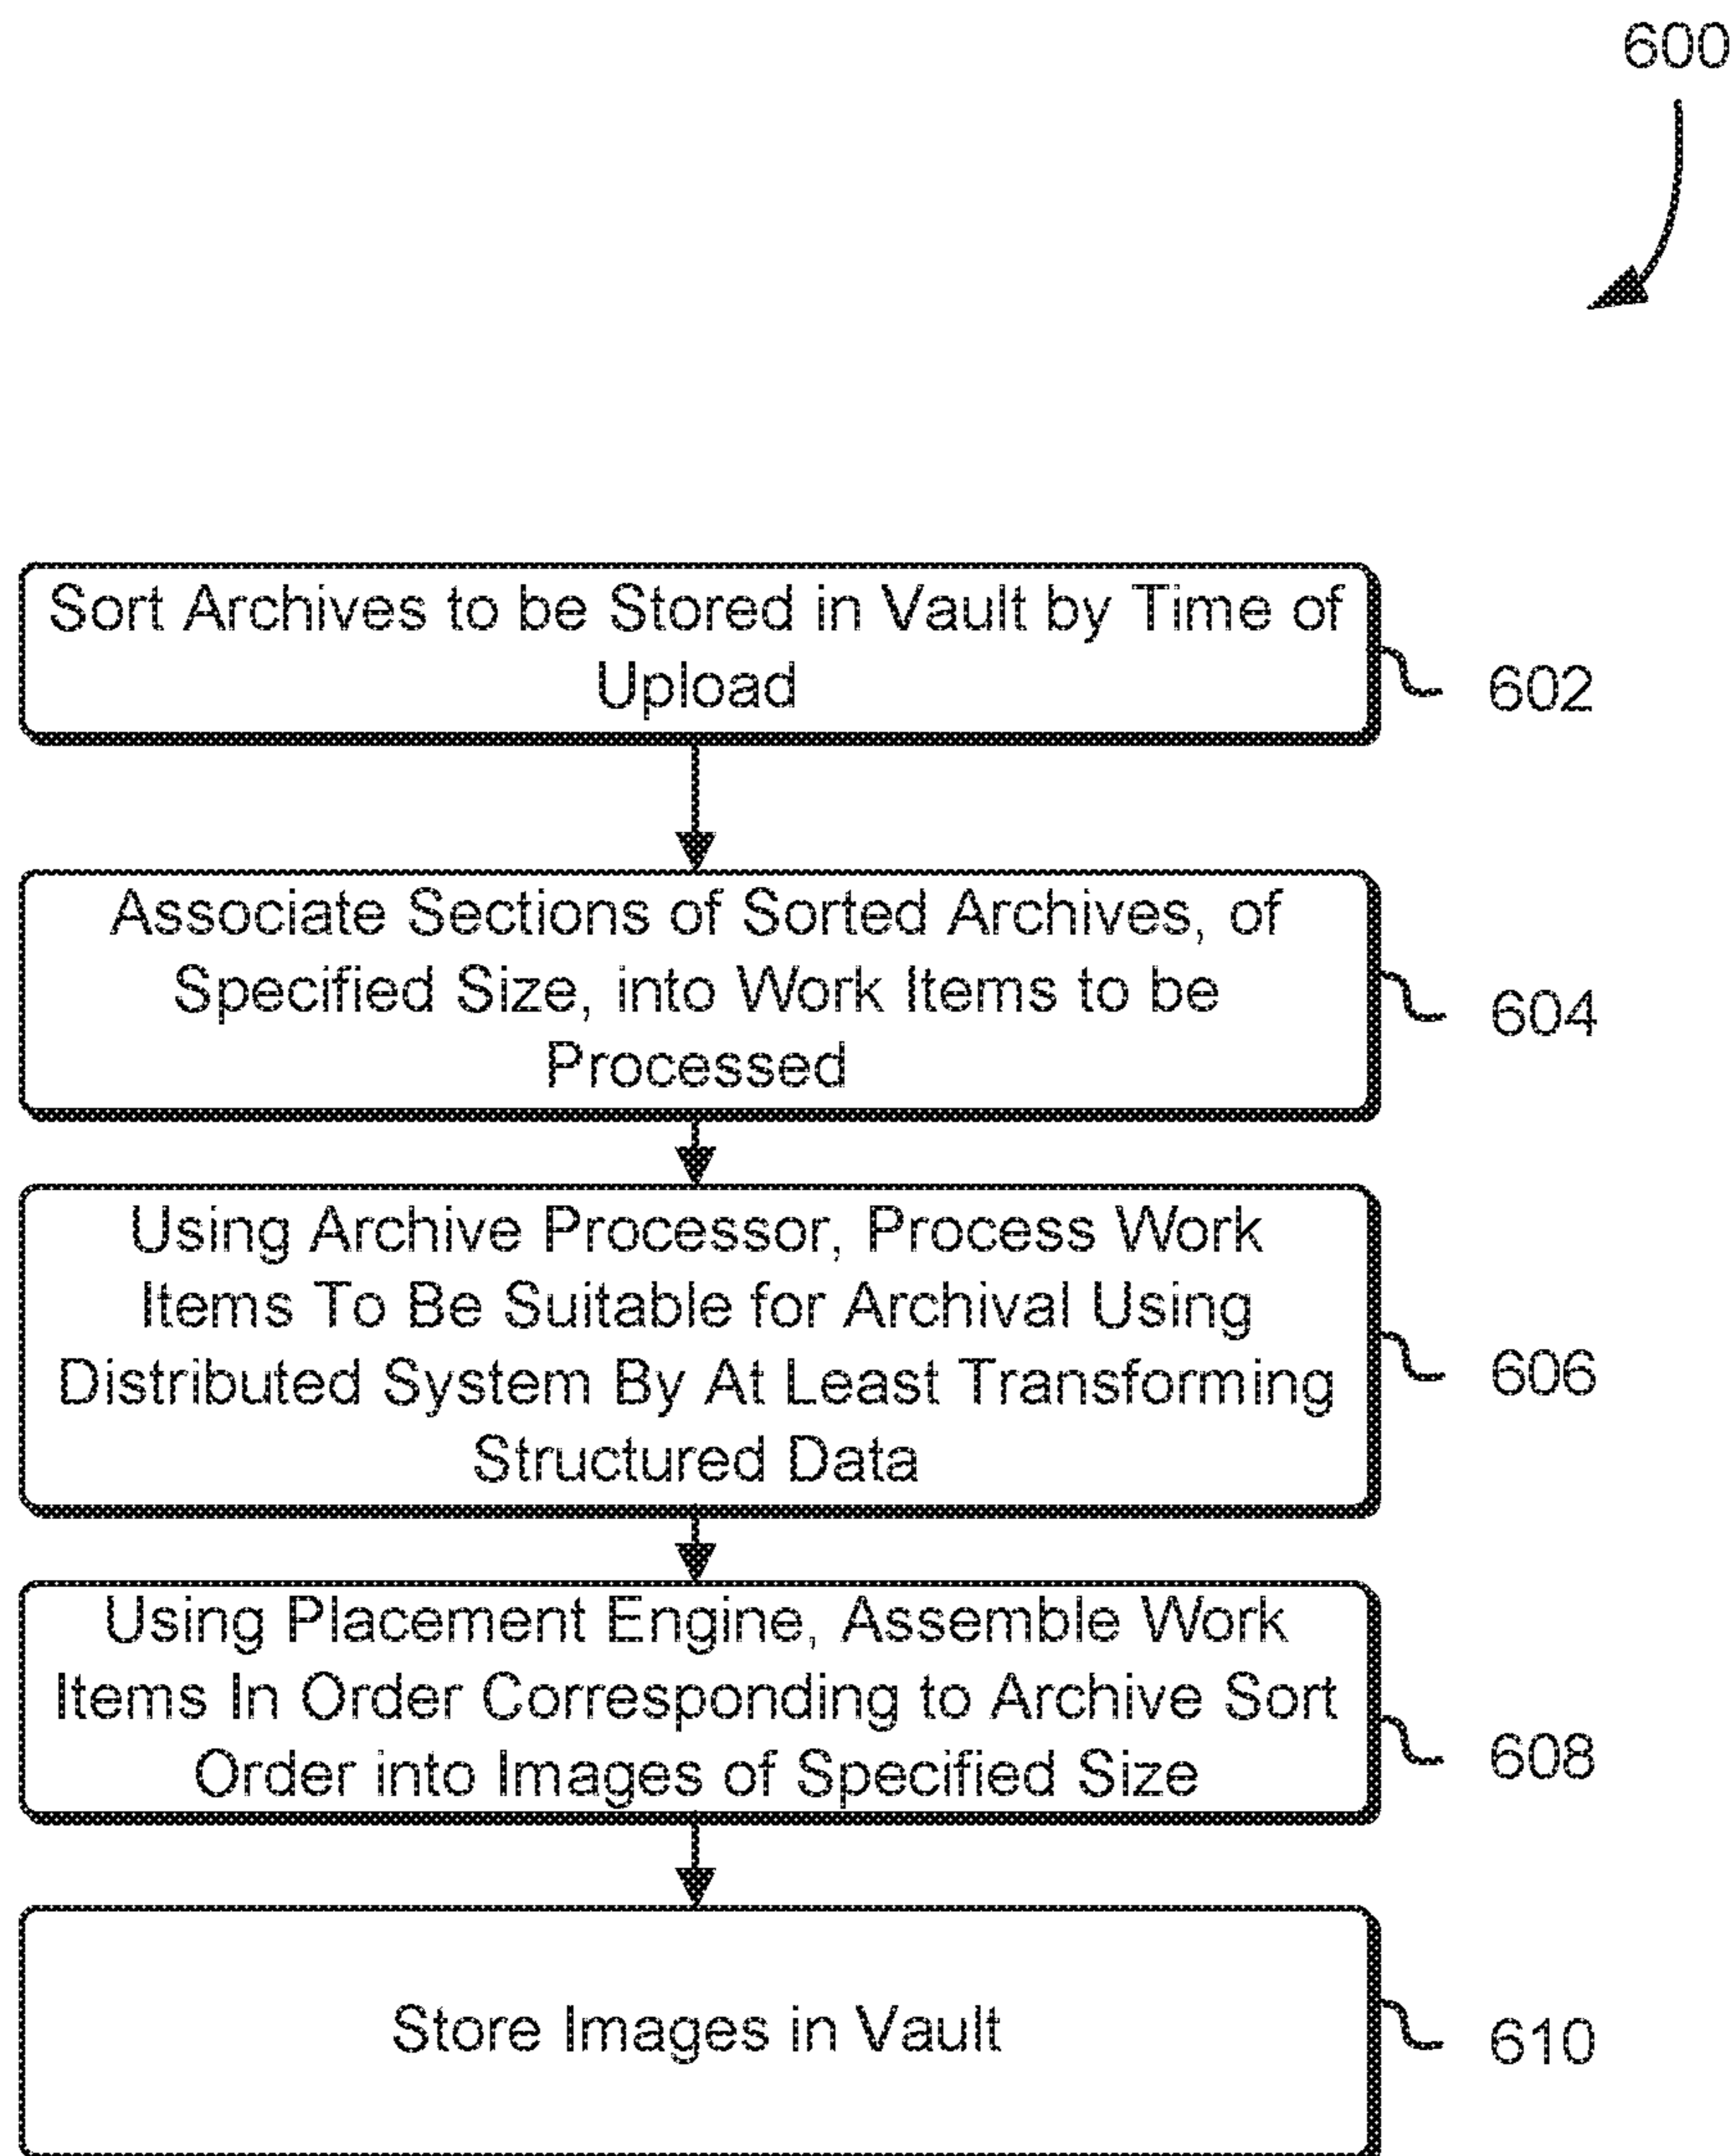 600
Sort Archives to be Stored in Vault by Time of
Upload
602
Associate Sections of Sorted Archives, of
Specified Size, into Work Items to be
Processed
604
Using Archive Processor, Process Work
Items To Be Suitable for Archival Using
Distributed System By At Least Transforming
Structured Data
606
Using Placement Engine, Assemble Work
Items In Order Corresponding to Archive Sort
Order into Images of Specified Size
608
Store Images in Vault
610